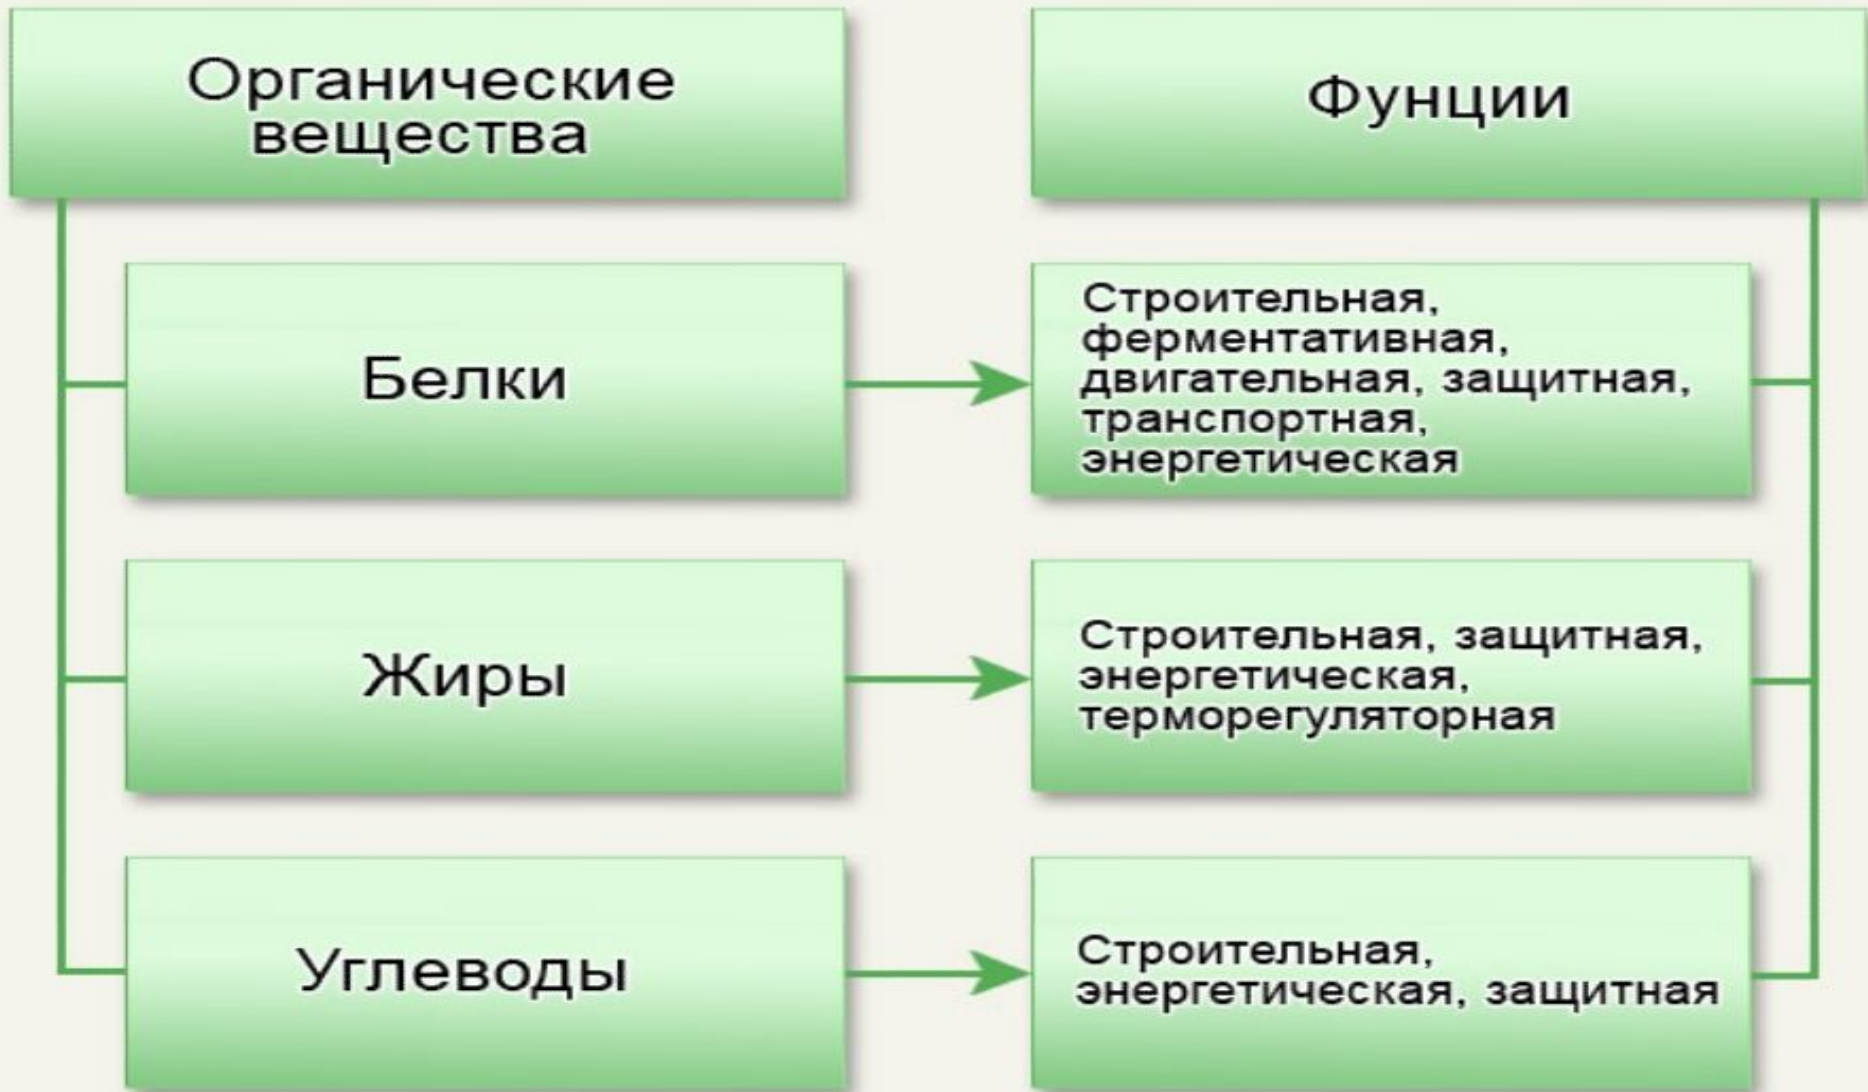 Органические
вещества
Фунции
Белки
Строительная,
ферментативная,
двигательная, защитная,
транспортная,
энергетическая
Жиры
Строительная, защитная,
энергетическая,
терморегуляторная
Углеводы
Строительная,
энергетическая, защитная